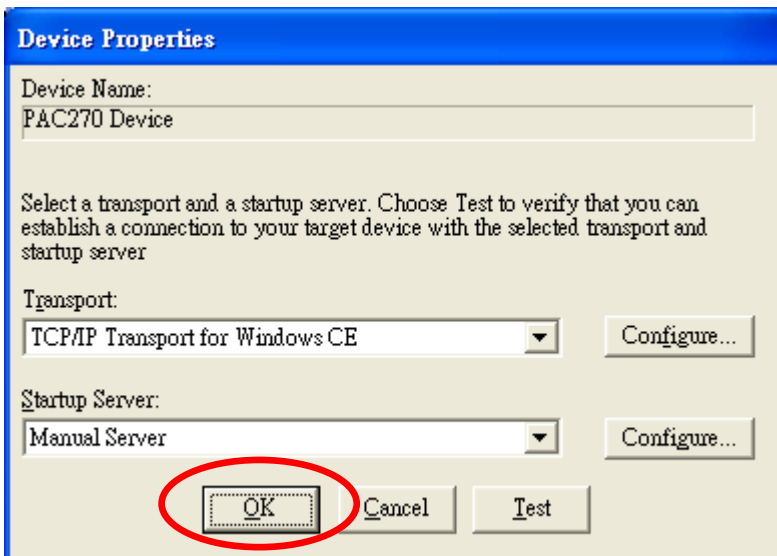 Device Properties
Device Name:
PAC270 Device
Select a transport and a startup server. Choose Test to verify that you can
establish a connection to your target device with the selected transport and
startup server
Transport:
TCP/IP Transport for Windows CE
Configure...
Startup Server:
Manual Server
Configure...
OK
Cancel
Test